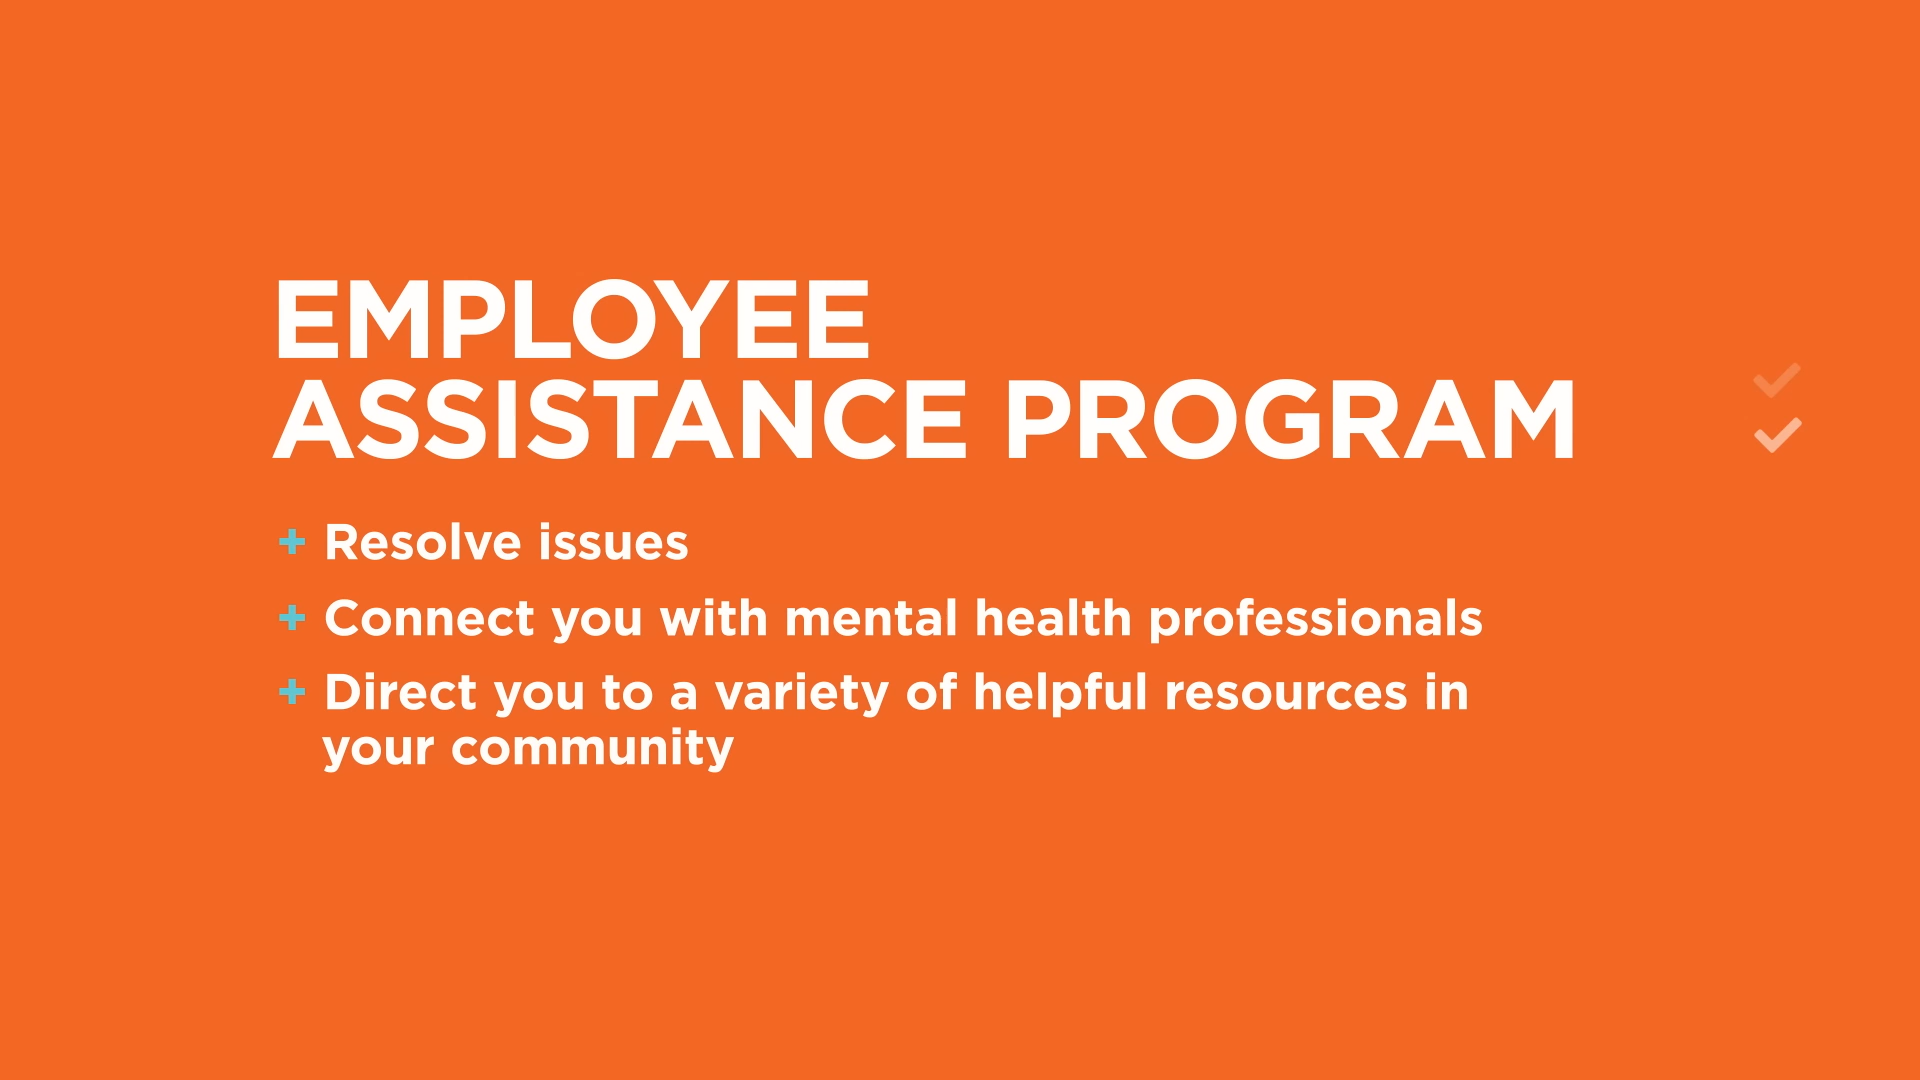 EMPLOYEE
ASSISTANCE PROGRAM
+ Resolve issues
+ Connect you with mental health professionals
+ Direct you to a variety of helpful resources in
your community